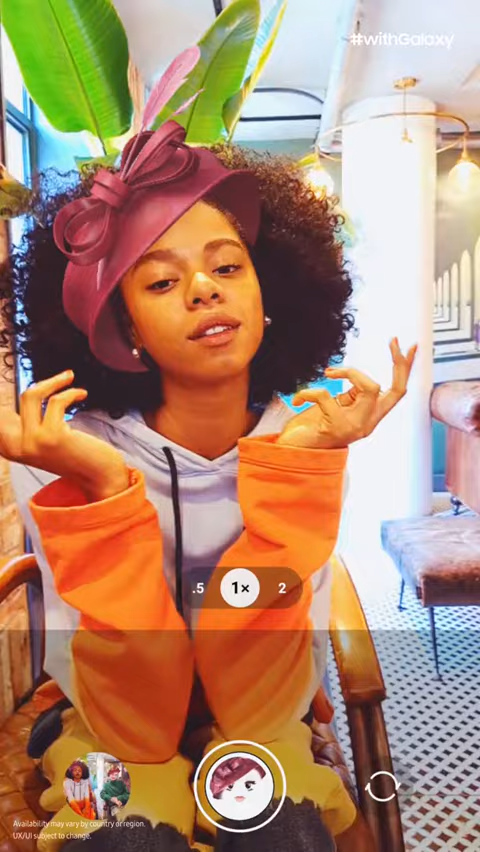 #withGalaxy
.5 1× 2
Availability may vary by country or region.
UX/UI subject to change.